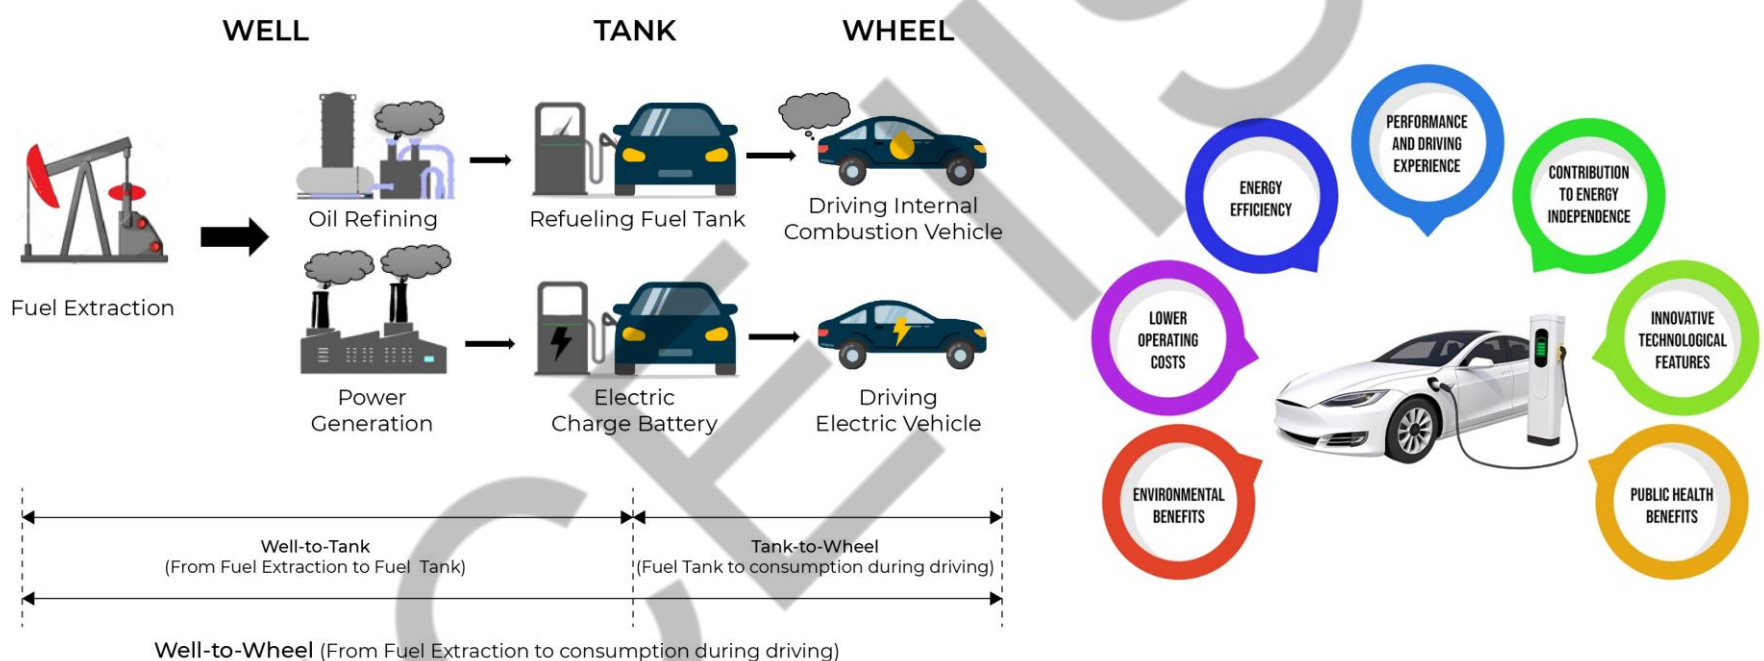 WELL
TANK
WHEEL
Fuel Extraction
Oil Refining
Refueling Fuel Tank
Driving Internal
Combustion Vehicle
Power
Generation
Electric
Charge Battery
Driving
Electric Vehicle
Well-to-Tank
(From Fuel Extraction to Fuel Tank)
Tank-to-Wheel
(Fuel Tank to consumption during driving)
Well-to-Wheel (From Fuel Extraction to consumption during driving)
ENVIRONMENTAL
BENEFITS
LOWER
OPERATING
COSTS
ENERGY
EFFICIENCY
PERFORMANCE
AND DRIVING
EXPERIENCE
CONTRIBUTION
TO ENERGY
INDEPENDENCE
INNOVATIVE
TECHNOLOGICAL
FEATURES
PUBLIC HEALTH
BENEFITS